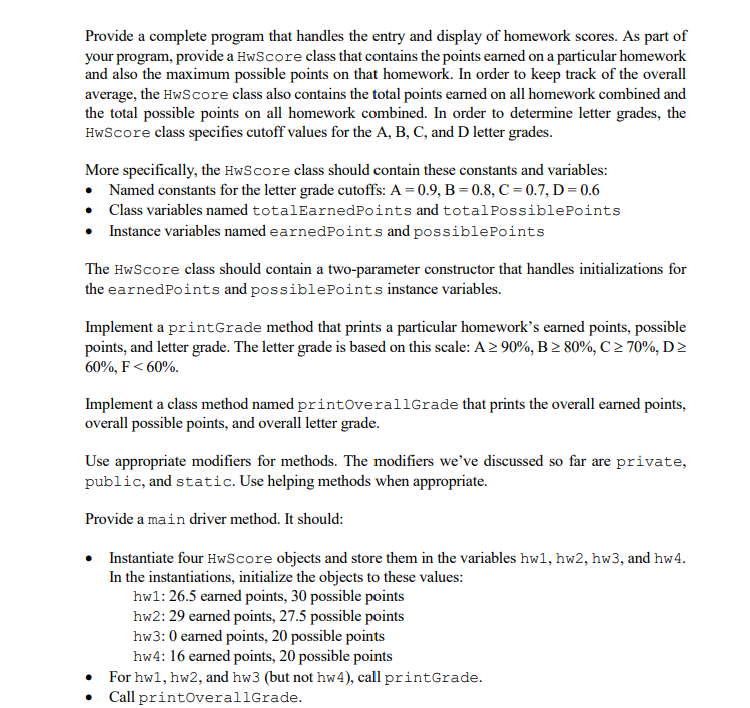 Provide a complete program that handles the entry and display of homework scores. As part of
your program, provide a HwScore class that contains the points earned on a particular homework
and also the maximum possible points on that homework. In order to keep track of the overall
average, the HwScore class also contains the total points earned on all homework combined and
the total possible points on all homework combined. In order to determine letter grades, the
HwScore class specifies cutoff values for the A, B, C, and D letter grades.
More specifically, the HwScore class should contain these constants and variables:
• Named constants for the letter grade cutoffs: A = 0.9, B = 0.8, C = 0.7, D = 0.6
• Class variables named totalEarnedPoints and totalPossiblePoints
• Instance variables named earnedPoints and possiblePoints
The HwScore class should contain a two-parameter constructor that handles initializations for
the earnedPoints and possiblePoints instance variables.
Implement a printGrade method that prints a particular homework's earned points, possible
points, and letter grade. The letter grade is based on this scale: A ≥ 90%, B ≥ 80%, C ≥ 70%, D ≥
60%, F < 60%.
Implement a class method named printOverallGrade that prints the overall earned points,
overall possible points, and overall letter grade.
Use appropriate modifiers for methods. The modifiers we've discussed so far are private,
public, and static. Use helping methods when appropriate.
Provide a main driver method. It should:
• Instantiate four HwScore objects and store them in the variables hw1, hw2, hw3, and hw4.
In the instantiations, initialize the objects to these values:
hw1: 26.5 earned points, 30 possible points
hw2: 29 earned points, 27.5 possible points
hw3: 0 earned points, 20 possible points
hw4: 16 earned points, 20 possible points
• For hw1, hw2, and hw3 (but not hw4), call printGrade.
• Call printOverallGrade.